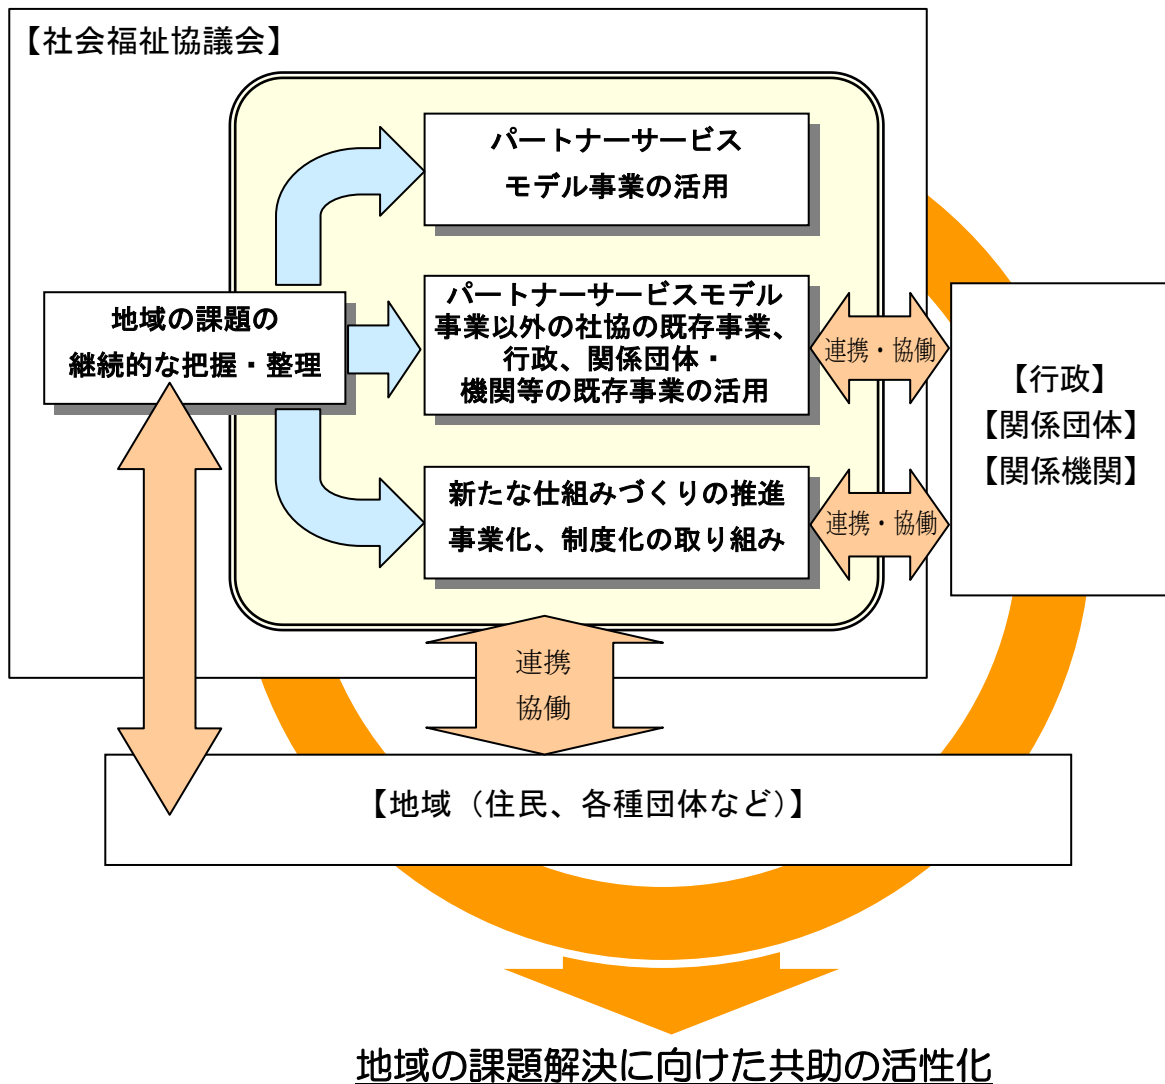 【社会福祉協議会】
パートナーサービス
モデル事業の活用
地域の課題の
継続的な把握・整理
パートナーサービスモデル
事業以外の社協の既存事業、
行政、関係団体・
機関等の既存事業の活用
連携・協働
【行政】
【関係団体】
【関係機関】
新たな仕組みづくりの推進
事業化、制度化の取り組み
連携・協働
連携
協働
【地域（住民、各種団体など）】
地域の課題解決に向けた共助の活性化